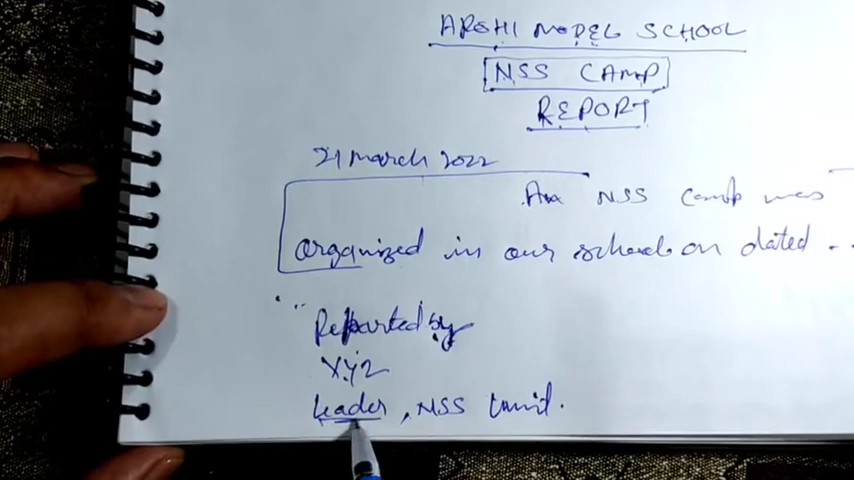 ARSHI MODEL SCHOOL
NSS CAMP
REPORT
21 March 2022
An NSS Camp was
organized in our school on dated ..
Reported by
XYZ
leader, NSS Unit.